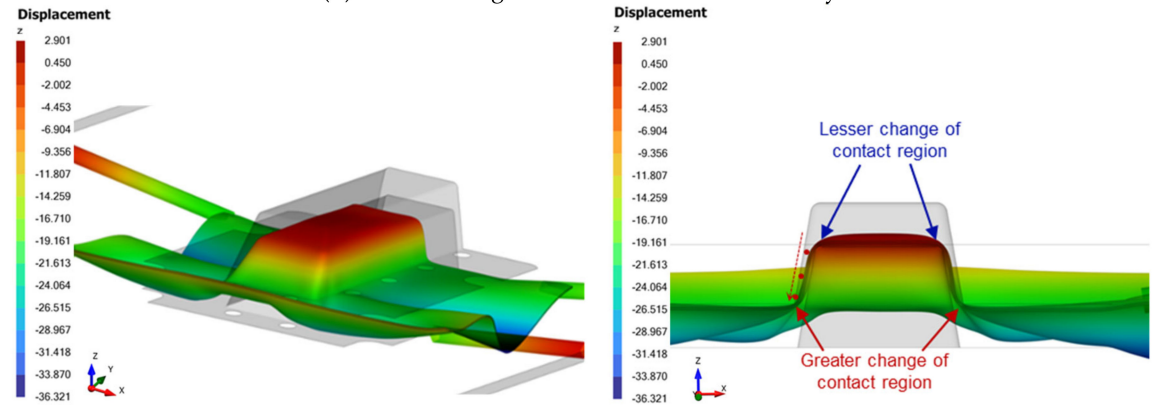 Displacement
z
2.901
0.450
-2.002
-4.453
-6.904
-9.356
-11.807
-14.259
-16.710
-19.161
-21.613
-24.064
-26.515
-28.967
-31.418
-33.870
-36.321
Z
Y
X
Displacement
z
2.901
0.450
-2.002
-4.453
-6.904
-9.356
-11.807
-14.259
-16.710
-19.161
-21.613
-24.064
-26.515
-28.967
-31.418
-33.870
-36.321
Lesser change of
contact region
Greater change of
contact region
Z
X